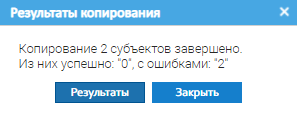 Результаты копирования
Копирование 2 субъектов завершено.
Из них успешно: "0", с ошибками: "2"
Результаты
Закрыть